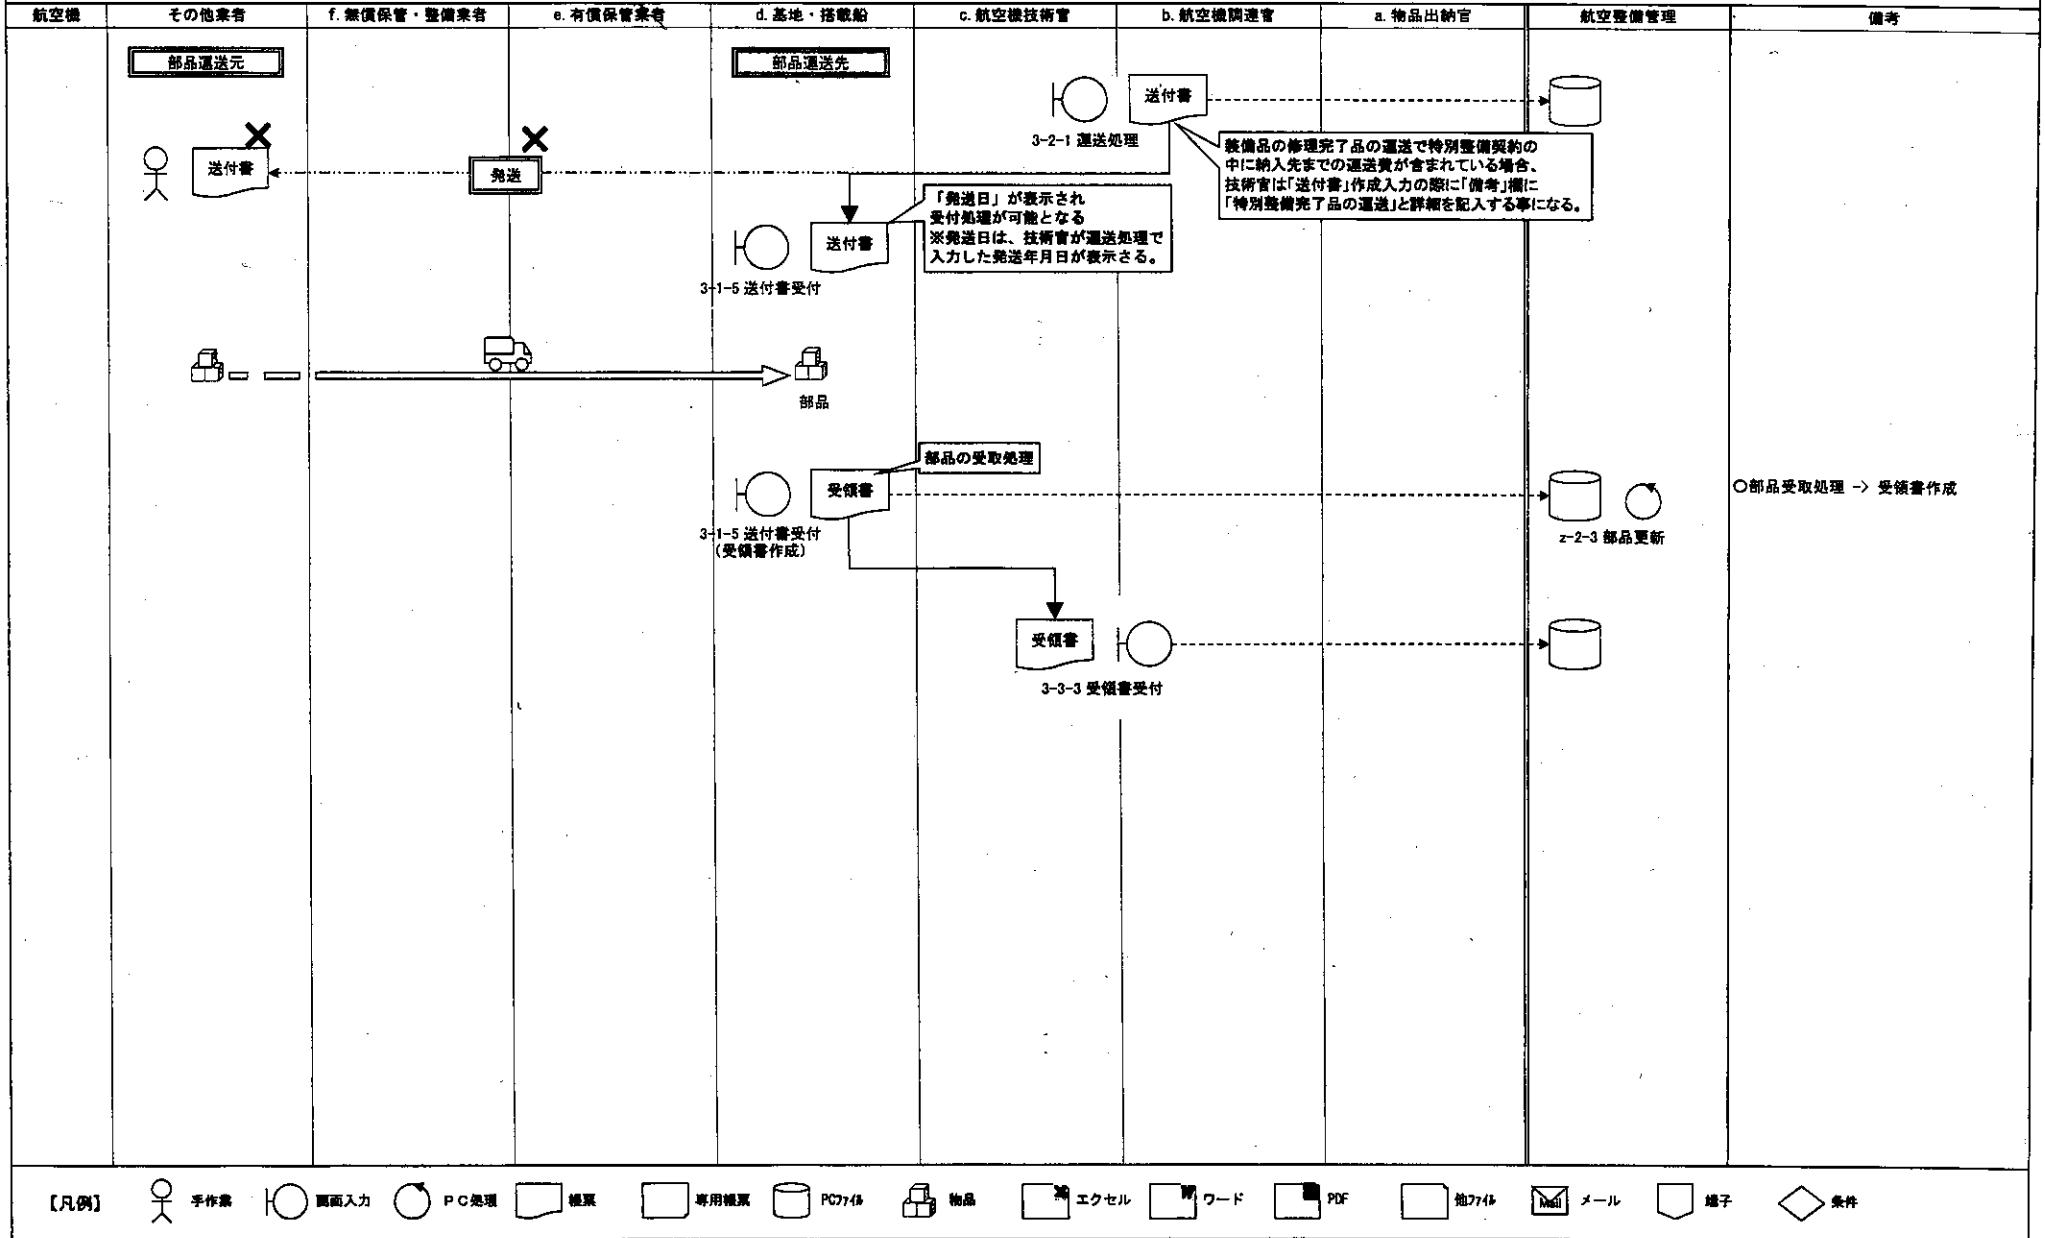 航空機
その他業者
f. 無償保管・整備業者
e. 有償保管業者
d. 基地・搭載船
c. 航空機技術官
b. 航空機調達官
a. 物品出納官
航空整備管理
備考
部品運送元
部品運送先
送付書
3-2-1 運送処理
装備品の修理完了品の運送で特別整備契約の
中に納入先までの運送費が含まれている場合、
技術官は「送付書」作成入力の際に「備考」欄に
「特別整備完了品の運送」と詳細を記入する事になる。
送付書
発送
「発送日」が表示され
受付処理が可能となる
※発送日は、技術官が運送処理で
入力した発送年月日が表示さる。
送付書
3-1-5 送付書受付
部品
部品の受取処理
受領書
3-1-5 送付書受付
(受領書作成)
z-2-3 部品更新
○部品受取処理 -> 受領書作成
受領書
3-3-3 受領書受付
[凡例]
手作業
画面入力
PC処理
帳票
専用帳票
PCファイル
物品
エクセル
ワード
PDF
他ファイル
Mail
メール
端子
条件